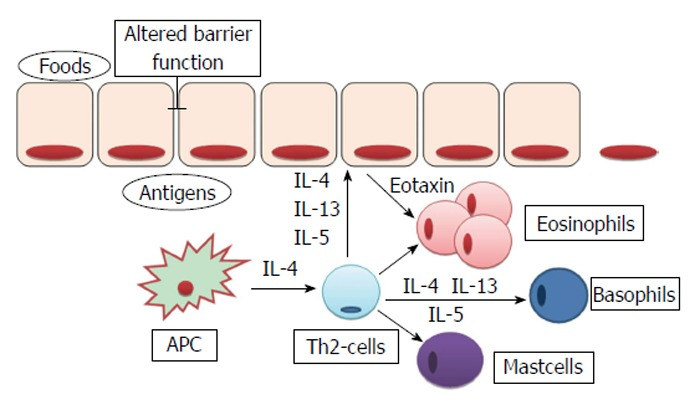 Altered barrier
function
Foods
Antigens
IL-4
IL-13
IL-5
Eotaxin
Eosinophils
IL-4
IL-4 IL-13
IL-5
Basophils
APC
Th2-cells
Mastcells